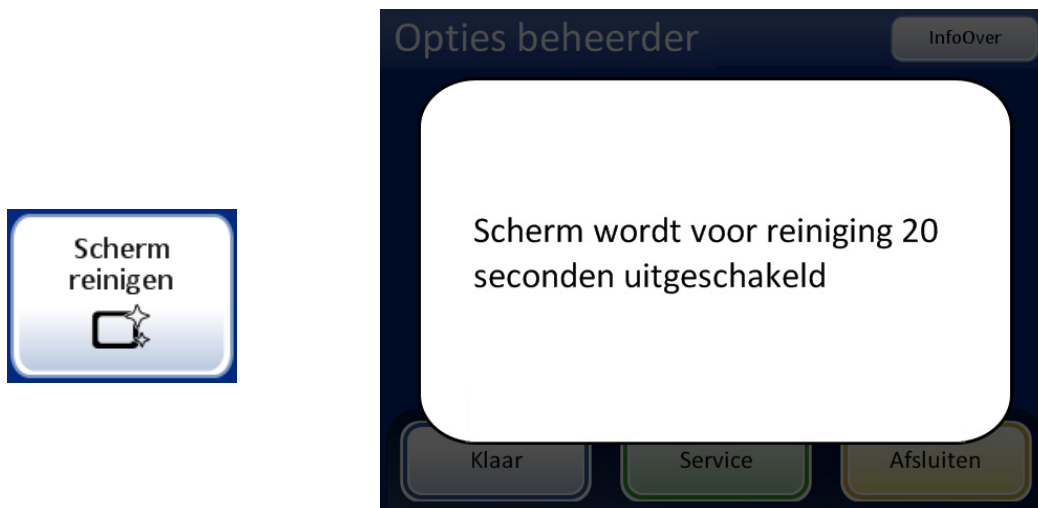 Scherm
reinigen
Opties beheerder
InfoOver
Scherm wordt voor reiniging 20
seconden uitgeschakeld
Klaar
Service
Afsluiten